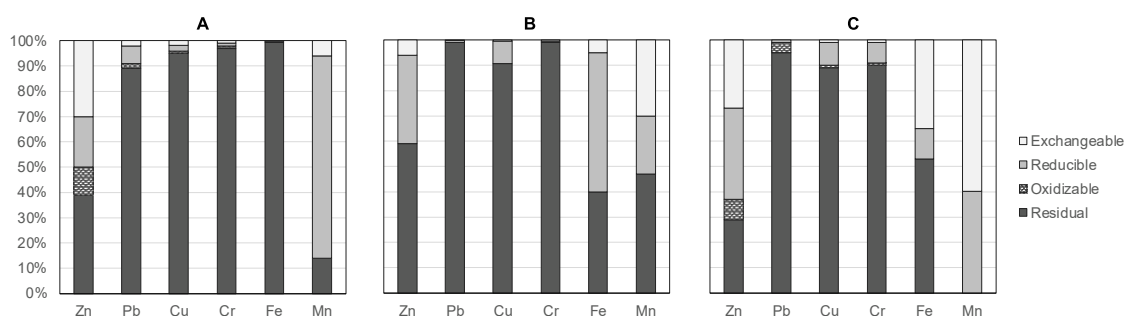 A B C
100%
90%
80%
70%
60%
50%
40%
30%
20%
10%
0%
Zn Pb Cu Cr Fe Mn
Zn Pb Cu Cr Fe Mn
Zn Pb Cu Cr Fe Mn
Exchangeable
Reducible
Oxidizable
Residual